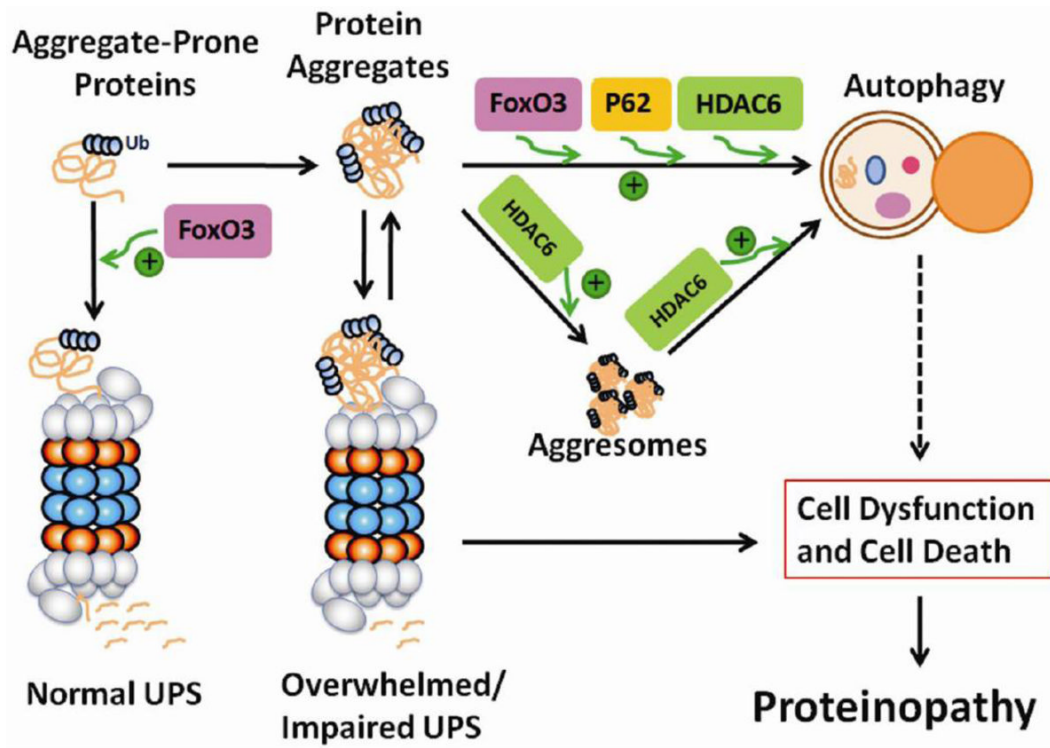 Aggregate-Prone
Proteins
Protein
Aggregates
Ub
FoxO3
P62
HDAC6
Autophagy
+
FoxO3
+
HDAC6
+
HDAC6
+
Aggresomes
Cell Dysfunction
and Cell Death
Normal UPS
Overwhelmed/
Impaired UPS
Proteinopathy